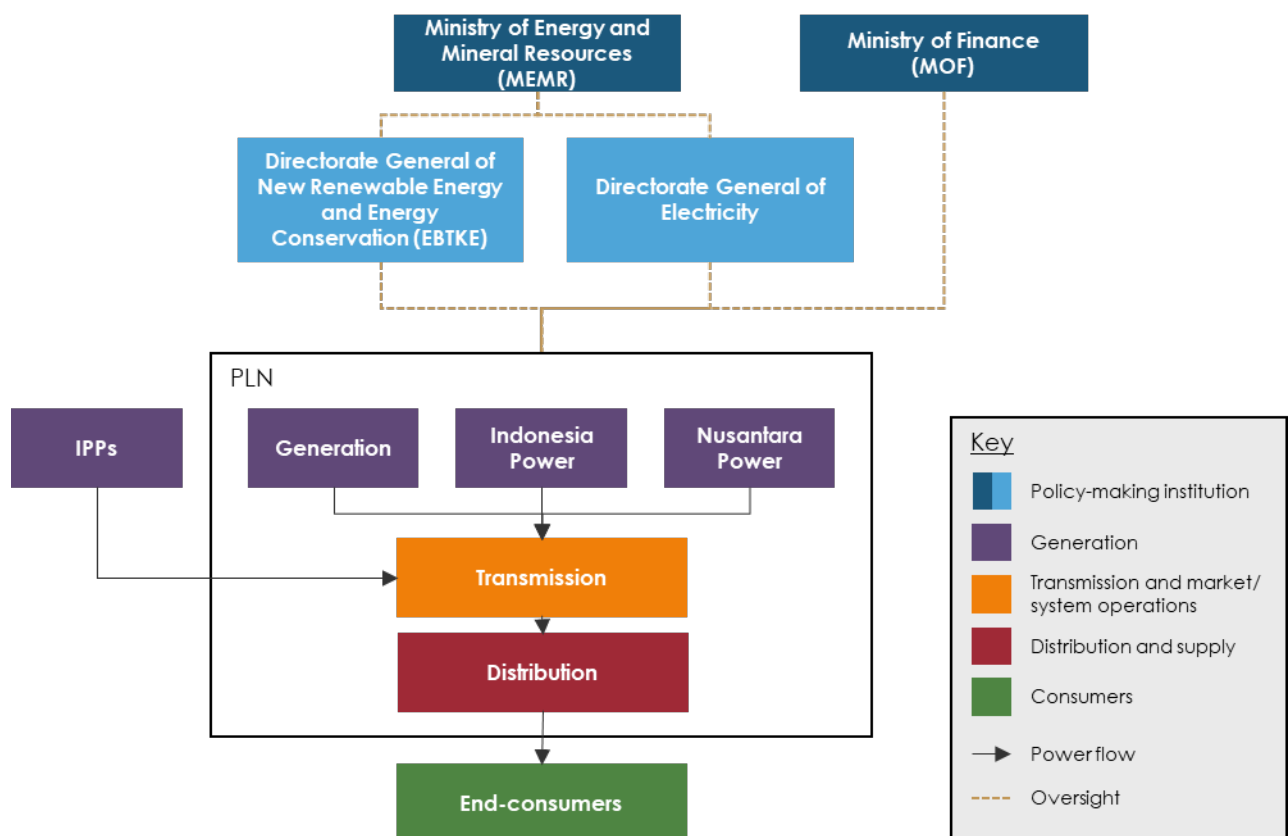 Ministry of Energy and
Mineral Resources
(MEMR)
Ministry of Finance
(MOF)
Directorate General of
New Renewable Energy
and Energy
Conservation (EBTKE)
Directorate General of
Electricity
PLN
IPPs
Generation
Indonesia
Power
Nusantara
Power
Transmission
Distribution
End-consumers
Key
Policy-making institution
Generation
Transmission and market/
system operations
Distribution and supply
Consumers
Power flow
Oversight